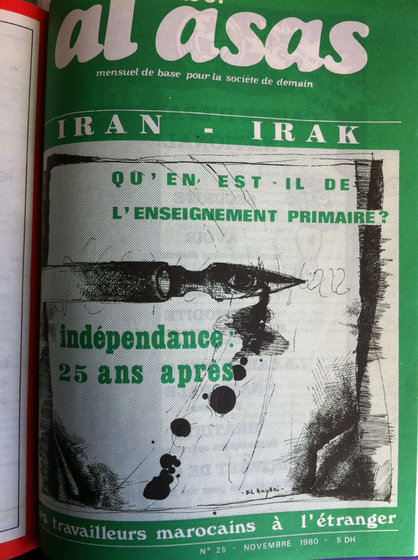 al asas
mensuel de base pour la société de demain
IRAN - IRAK
QU'EN EST-IL DE
L'ENSEIGNEMENT PRIMAIRE?
indépendance:
25 ans après
travailleurs marocains à l'étranger
N° 25 - NOVEMBRE 1980 - 5 DH